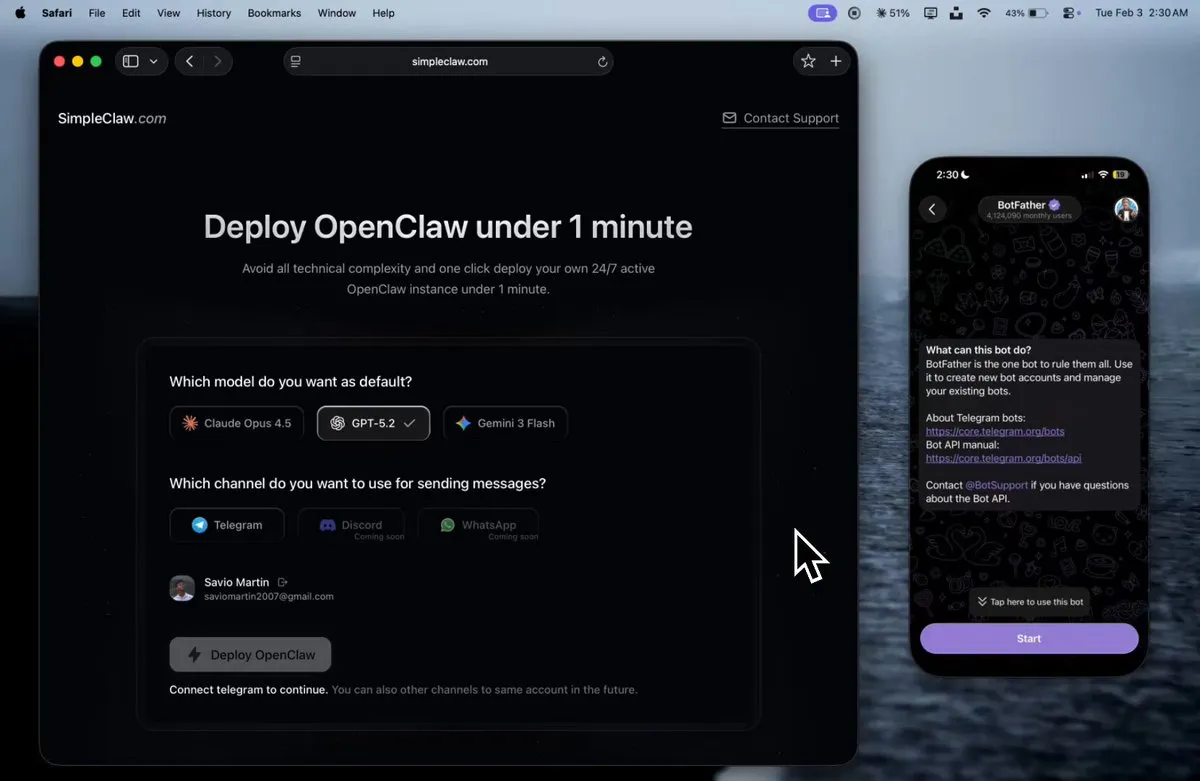 Safari File Edit View History Bookmarks Window Help
51% 43% Tue Feb 3 2:30 AM
simpleclaw.com
SimpleClaw.com
Contact Support
Deploy OpenClaw under 1 minute
Avoid all technical complexity and one click deploy your own 24/7 active
OpenClaw instance under 1 minute.
Which model do you want as default?
Claude Opus 4.5 GPT-5.2 Gemini 3 Flash
Which channel do you want to use for sending messages?
Telegram Discord WhatsApp
Coming soon Coming soon
Savio Martin
saviomartin2007@gmail.com
Deploy OpenClaw
Connect telegram to continue. You can also other channels to same account in the future.
2:30 19
BotFather
4,124,090 monthly users
What can this bot do?
BotFather is the one bot to rule them all. Use
it to create new bot accounts and manage
your existing bots.
About Telegram bots:
https://core.telegram.org/bots
Bot API manual:
https://core.telegram.org/bots/api
Contact @BotSupport if you have questions
about the Bot API.
Tap here to use this bot
Start